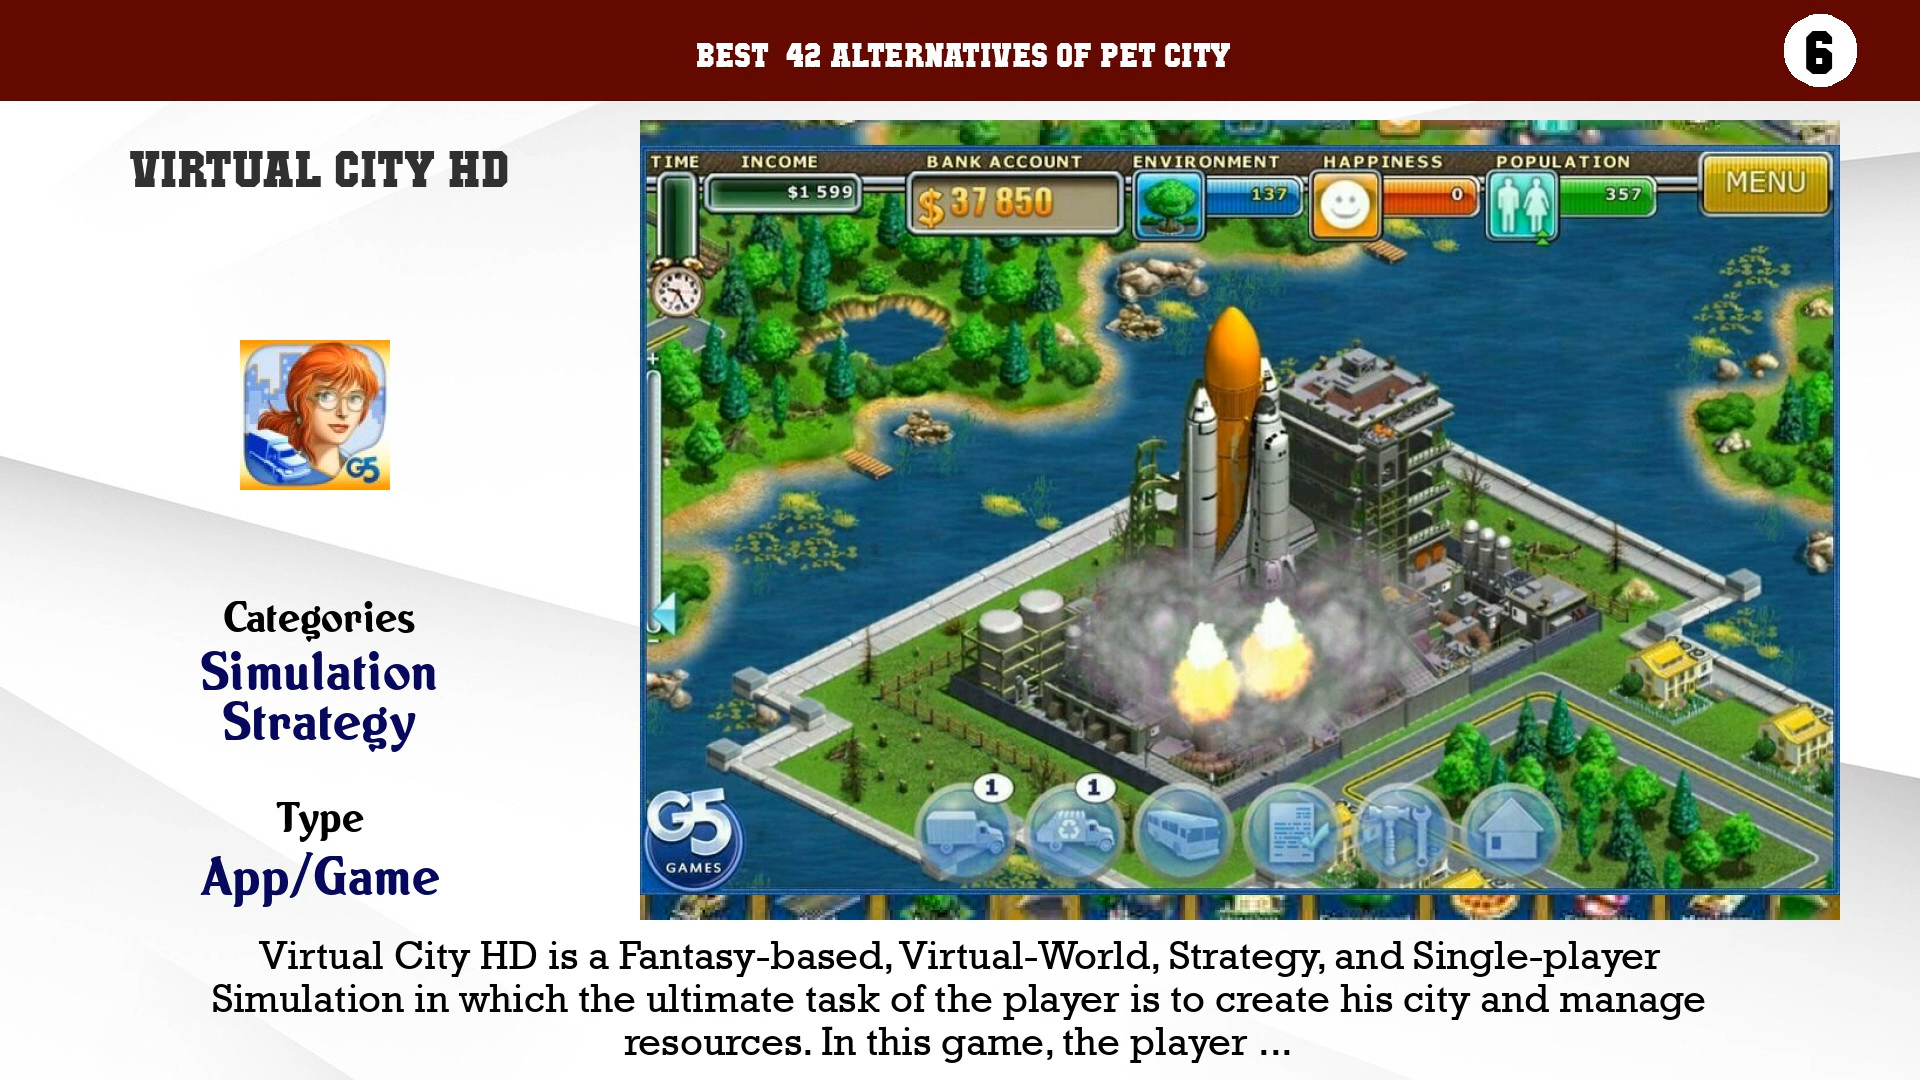 BEST 42 ALTERNATIVES OF PET CITY
6
VIRTUAL CITY HD
TIME INCOME BANK ACCOUNT ENVIRONMENT HAPPINESS POPULATION
$1 599
$37 850
137
0
357
MENU
G5
Categories
Simulation
Strategy
Type
App/Game
1
1
G5
GAMES
Virtual City HD is a Fantasy-based, Virtual-World, Strategy, and Single-player
Simulation in which the ultimate task of the player is to create his city and manage
resources. In this game, the player ...